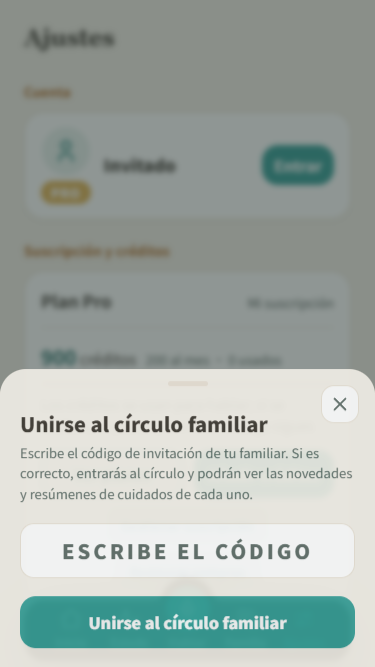 Ajustes
Cuenta
Invitado
Entrar
PRO
Suscripción y créditos
Plan Pro
Mi suscripción
900 créditos
Unirse al círculo familiar
Escribe el código de invitación de tu familiar. Si es
correcto, entrarás al círculo y podrán ver las novedades
y resúmenes de cuidados de cada uno.
ESCRIBE EL CÓDIGO
Unirse al círculo familiar